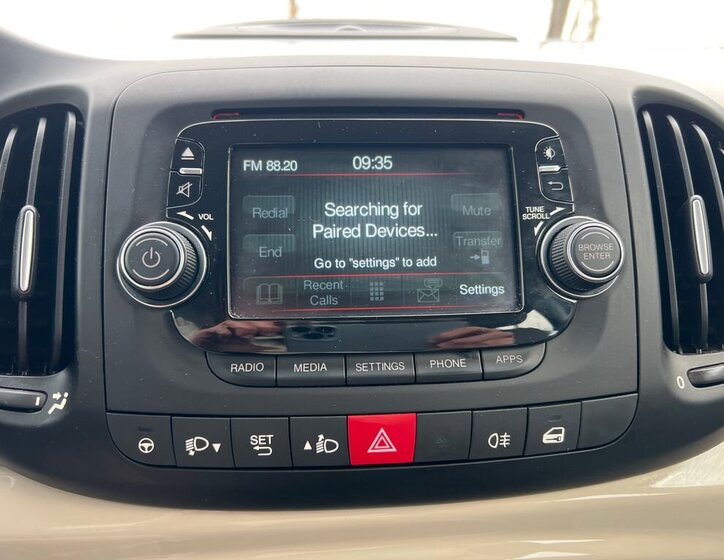 FM 88.20 09:35
VOL
TUNE
SCROLL
Redial
Searching for
Paired Devices...
Mute
End
Transfer
Go to "settings" to add
Recent
Calls
Settings
BROWSE
ENTER
RADIO MEDIA SETTINGS PHONE APPS
SET
0